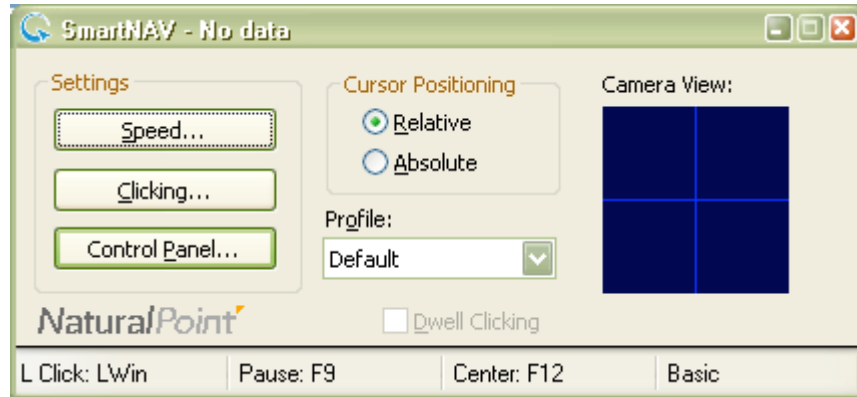 SmartNAV - No data
Settings
Speed...
Clicking...
Control Panel...
Cursor Positioning
Relative
Absolute
Profile:
Default
Camera View:
NaturalPoint
Dwell Clicking
L Click: LWin Pause: F9 Center: F12 Basic